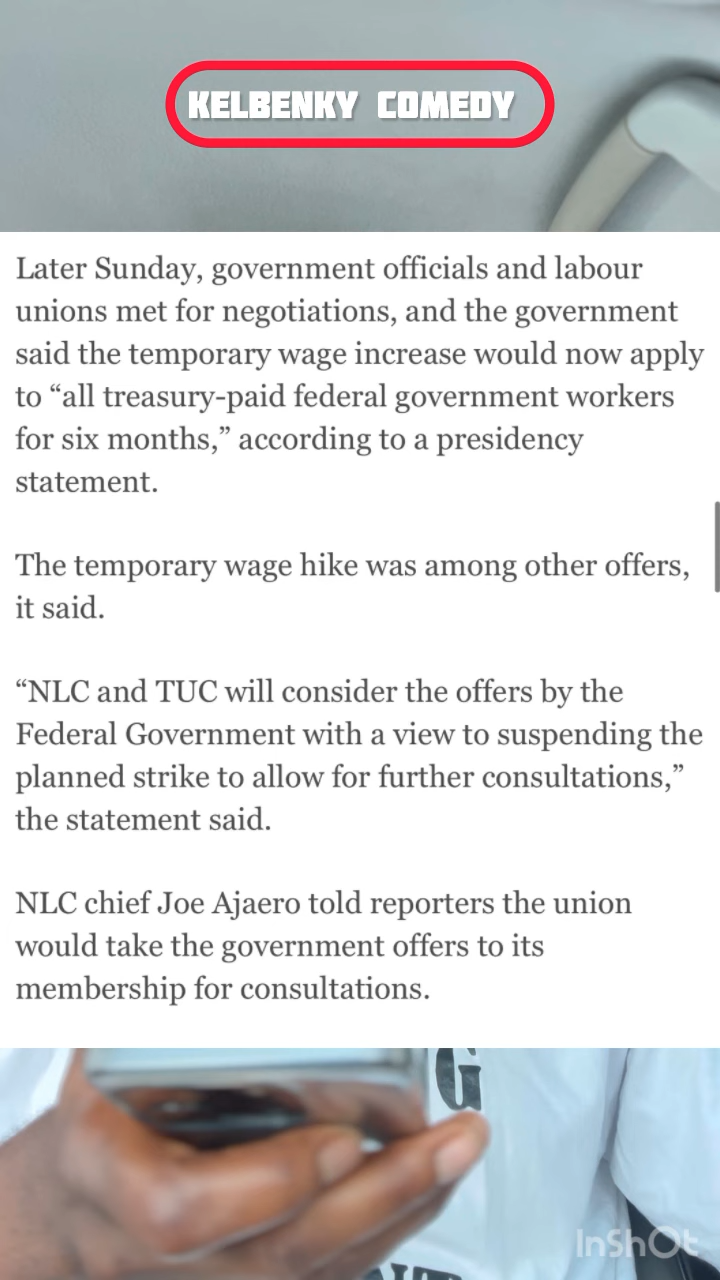 KELBENKY COMEDY
Later Sunday, government officials and labour
unions met for negotiations, and the government
said the temporary wage increase would now apply
to “all treasury-paid federal government workers
for six months,” according to a presidency
statement.
The temporary wage hike was among other offers,
it said.
“NLC and TUC will consider the offers by the
Federal Government with a view to suspending the
planned strike to allow for further consultations,”
the statement said.
NLC chief Joe Ajaero told reporters the union
would take the government offers to its
membership for consultations.
G
InShOt